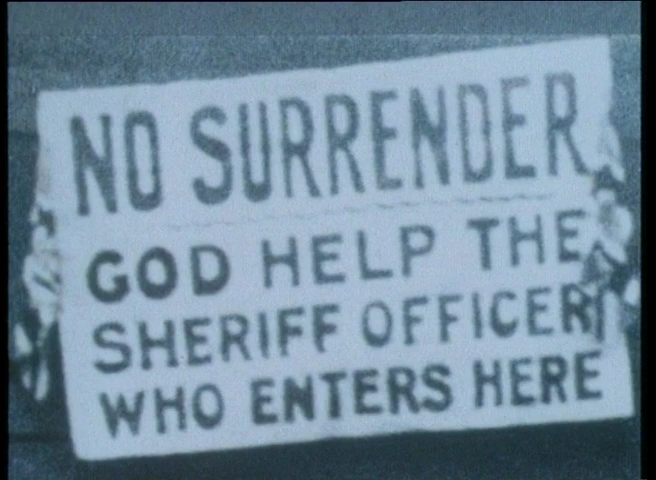 NO SURRENDER
GOD HELP THE
SHERIFF OFFICER
WHO ENTERS HERE